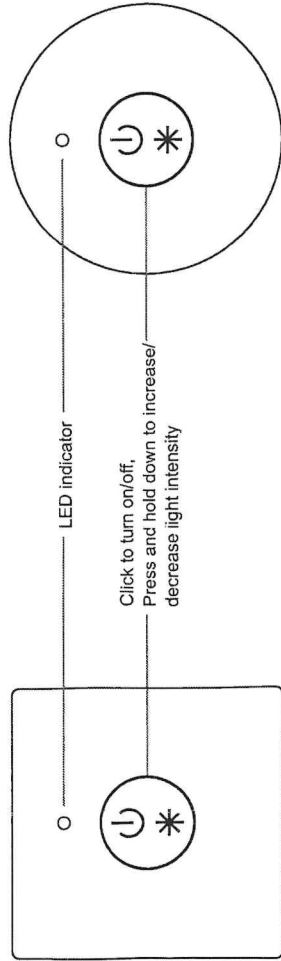 LED indicator
Click to turn on/off,
Press and hold down to increase/
decrease light intensity